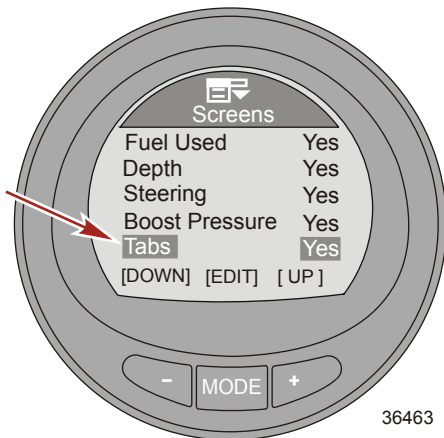 Screens
Fuel Used Yes
Depth Yes
Steering Yes
Boost Pressure Yes
Tabs Yes
[DOWN] [EDIT] [ UP ]
- MODE +
36463